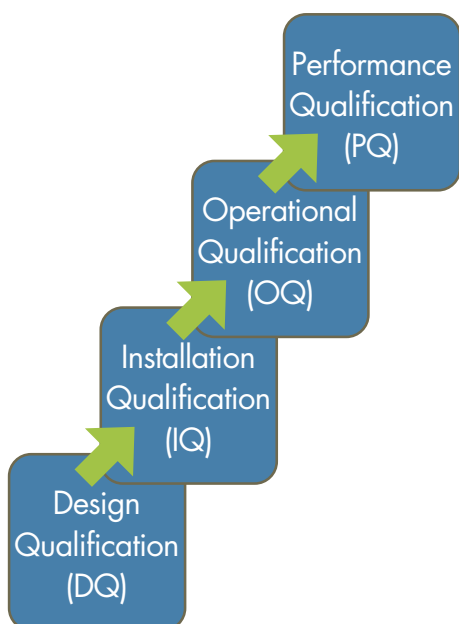 Performance
Qualification
(PQ)
Operational
Qualification
(OQ)
Installation
Qualification
(IQ)
Design
Qualification
(DQ)